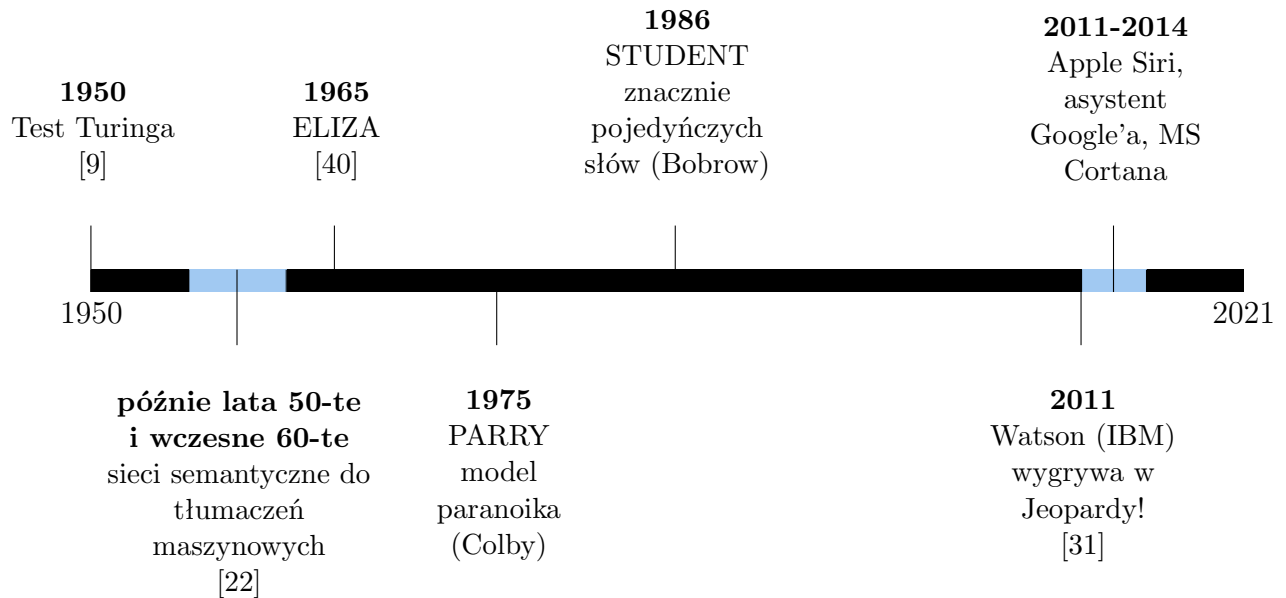 1950
Test Turinga
[9]
1965
ELIZA
[40]
1986
STUDENT
znacznie
pojedyńczych
słów (Bobrow)
2011-2014
Apple Siri,
asystent
Google'a, MS
Cortana
1950
2021
późnie lata 50-te
i wczesne 60-te
sieci semantyczne do
tłumaczeń
maszynowych
[22]
1975
PARRY
model
paranoika
(Colby)
2011
Watson (IBM)
wygrywa w
Jeopardy!
[31]